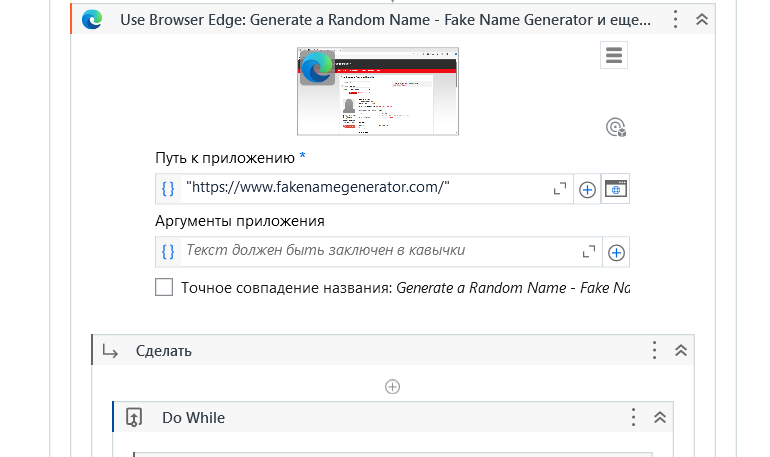 Use Browser Edge: Generate a Random Name - Fake Name Generator и еще...
Путь к приложению *
"https://www.fakenamegenerator.com/"
Аргументы приложения
Текст должен быть заключен в кавычки
Точное совпадение названия: Generate a Random Name - Fake Na
Сделать
Do While